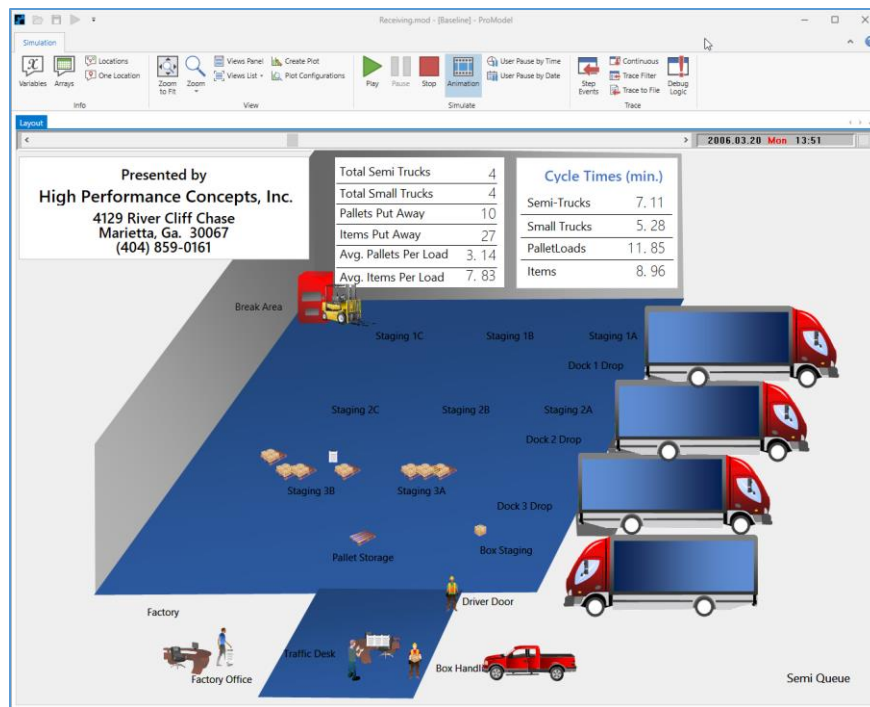 Receiving.mod - [Baseline] - ProModel
Simulation
Variables
Arrays
Locations
One Location
Info
Zoom to Fit
Zoom
Views Panel
Views List
Create Plot
Plot Configurations
View
Play
Pause
Stop
Animation
User Pause by Time
User Pause by Date
Simulate
Step Events
Continuous
Trace Filter
Trace to File
Debug Logic
Trace
Layout
2006.03.20 Mon 13:51
Presented by
High Performance Concepts, Inc.
4129 River Cliff Chase
Marietta, Ga. 30067
(404) 859-0161
Total Semi Trucks 4
Total Small Trucks 4
Pallets Put Away 10
Items Put Away 27
Avg. Pallets Per Load 3.14
Avg. Items Per Load 7.83
Cycle Times (min.)
Semi-Trucks 7.11
Small Trucks 5.28
PalletLoads 11.85
Items 8.96
Break Area
Staging 1C
Staging 1B
Staging 1A
Dock 1 Drop
Staging 2C
Staging 2B
Staging 2A
Dock 2 Drop
Staging 3B
Staging 3A
Dock 3 Drop
Pallet Storage
Box Staging
Factory
Driver Door
Traffic Desk
Factory Office
Box Handl
Semi Queue